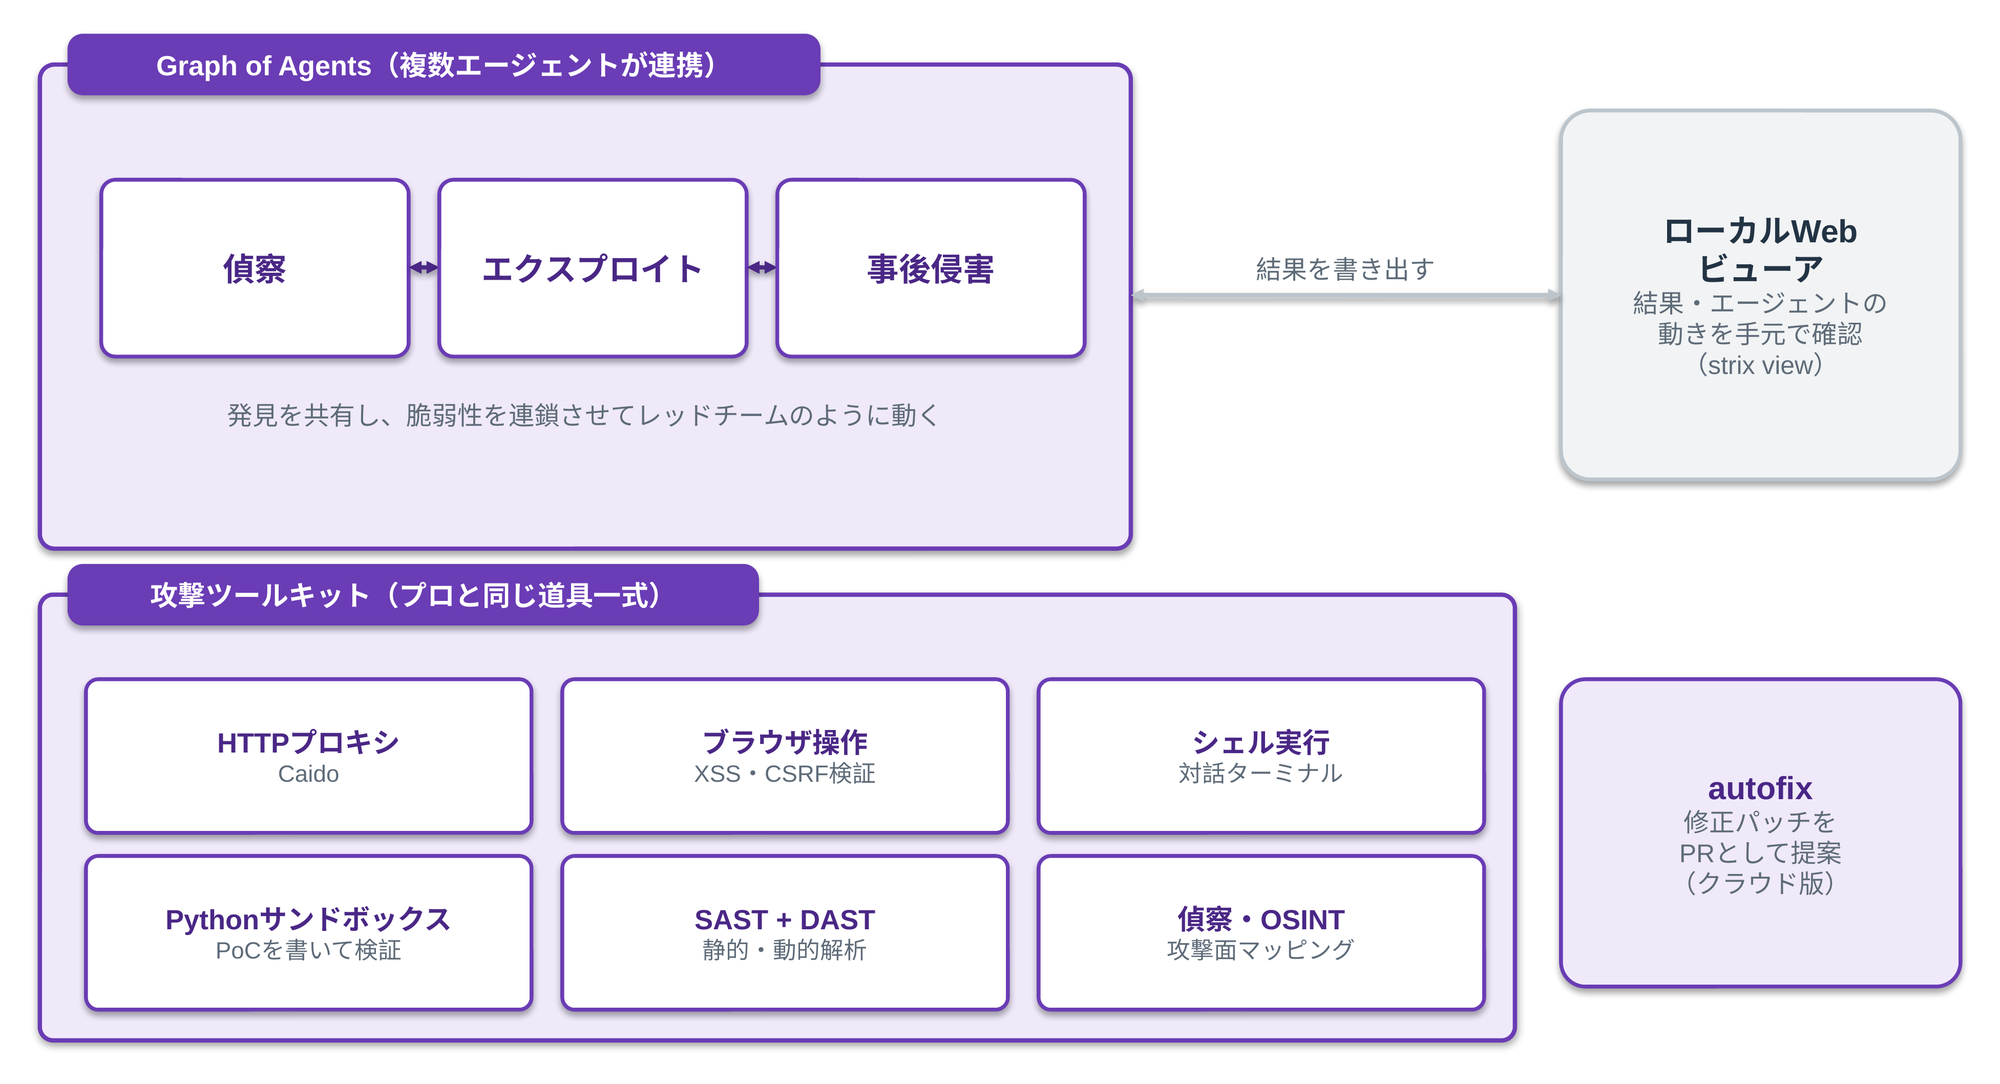 Graph of Agents（複数エージェントが連携）
偵察
エクスプロイト
事後侵害
発見を共有し、脆弱性を連鎖させてレッドチームのように動く
結果を書き出す
ローカルWeb
ビューア
結果・エージェントの
動きを手元で確認
（strix view）
攻撃ツールキット（プロと同じ道具一式）
HTTPプロキシ
Caido
ブラウザ操作
XSS・CSRF検証
シェル実行
対話ターミナル
Pythonサンドボックス
PoCを書いて検証
SAST + DAST
静的・動的解析
偵察・OSINT
攻撃面マッピング
autofix
修正パッチを
PRとして提案
（クラウド版）